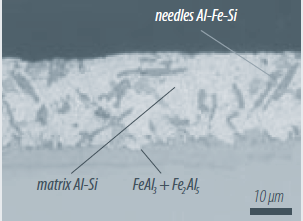 needles Al-Fe-Si
matrix Al-Si
FeAl₃ + Fe₂Al₅
10 μm